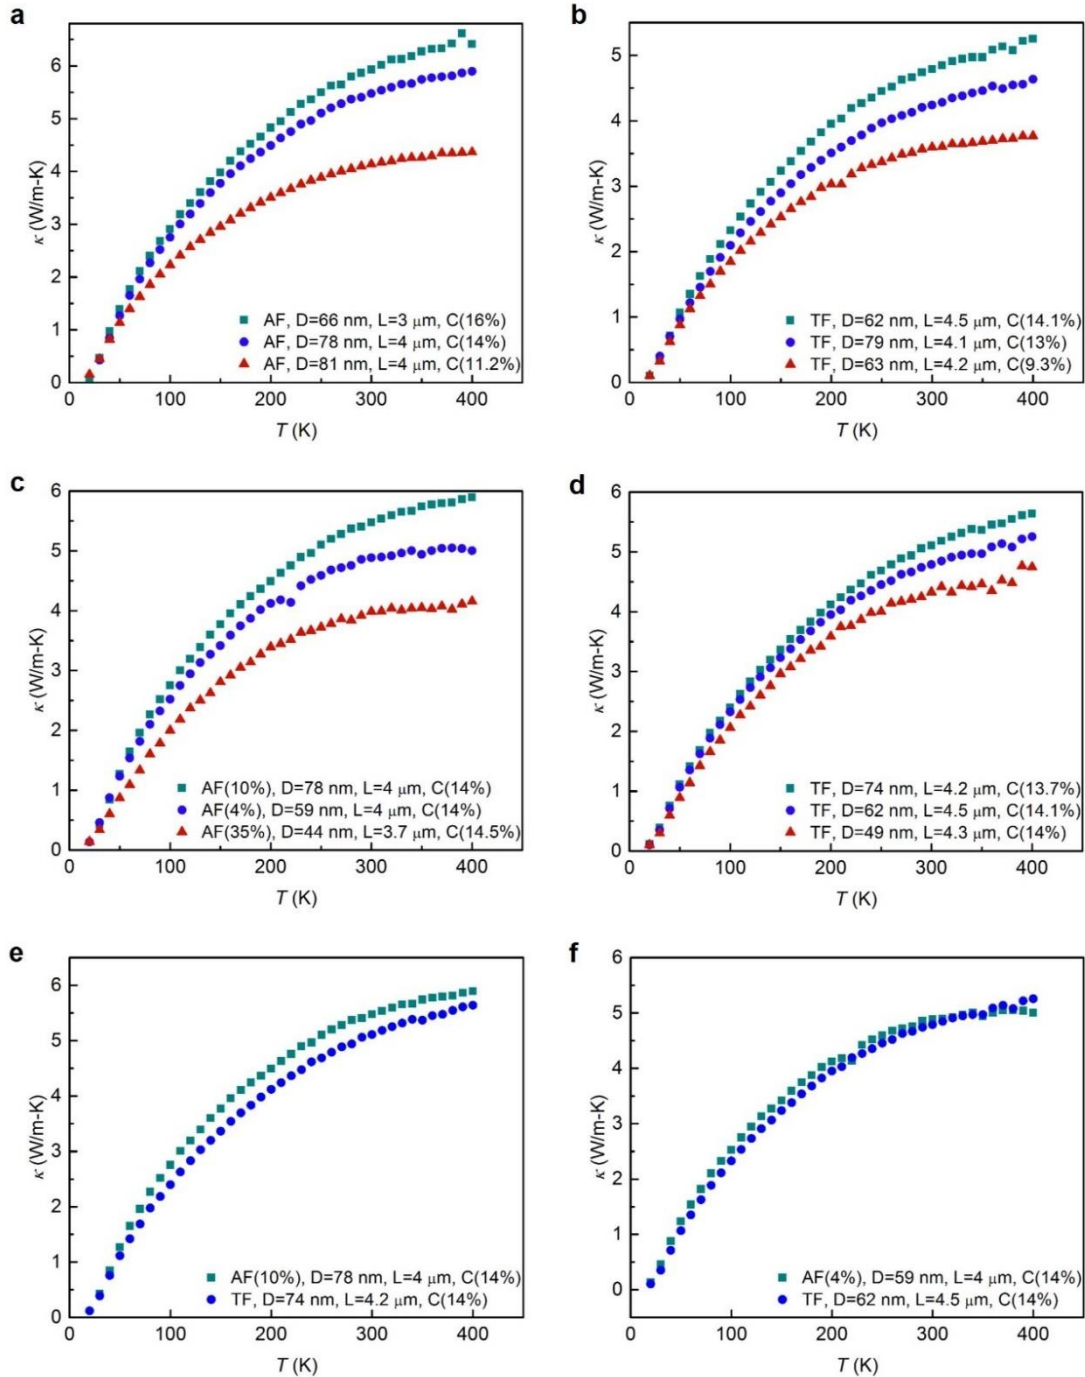 a
6
5
4
3
2
1
0
κ (W/m-K)
AF, D=66 nm, L=3 μm, C(16%)
AF, D=78 nm, L=4 μm, C(14%)
AF, D=81 nm, L=4 μm, C(11.2%)
0 100 200 300 400
T (K)
b
5
4
3
2
1
0
κ (W/m-K)
TF, D=62 nm, L=4.5 μm, C(14.1%)
TF, D=79 nm, L=4.1 μm, C(13%)
TF, D=63 nm, L=4.2 μm, C(9.3%)
0 100 200 300 400
T (K)
c
6
5
4
3
2
1
0
κ (W/m-K)
AF(10%), D=78 nm, L=4 μm, C(14%)
AF(4%), D=59 nm, L=4 μm, C(14%)
AF(35%), D=44 nm, L=3.7 μm, C(14.5%)
0 100 200 300 400
T (K)
d
6
5
4
3
2
1
0
κ (W/m-K)
TF, D=74 nm, L=4.2 μm, C(13.7%)
TF, D=62 nm, L=4.5 μm, C(14.1%)
TF, D=49 nm, L=4.3 μm, C(14%)
0 100 200 300 400
T (K)
e
6
5
4
3
2
1
0
κ (W/m-K)
AF(10%), D=78 nm, L=4 μm, C(14%)
TF, D=74 nm, L=4.2 μm, C(14%)
0 100 200 300 400
T (K)
f
6
5
4
3
2
1
0
κ (W/m-K)
AF(4%), D=59 nm, L=4 μm, C(14%)
TF, D=62 nm, L=4.5 μm, C(14%)
0 100 200 300 400
T (K)